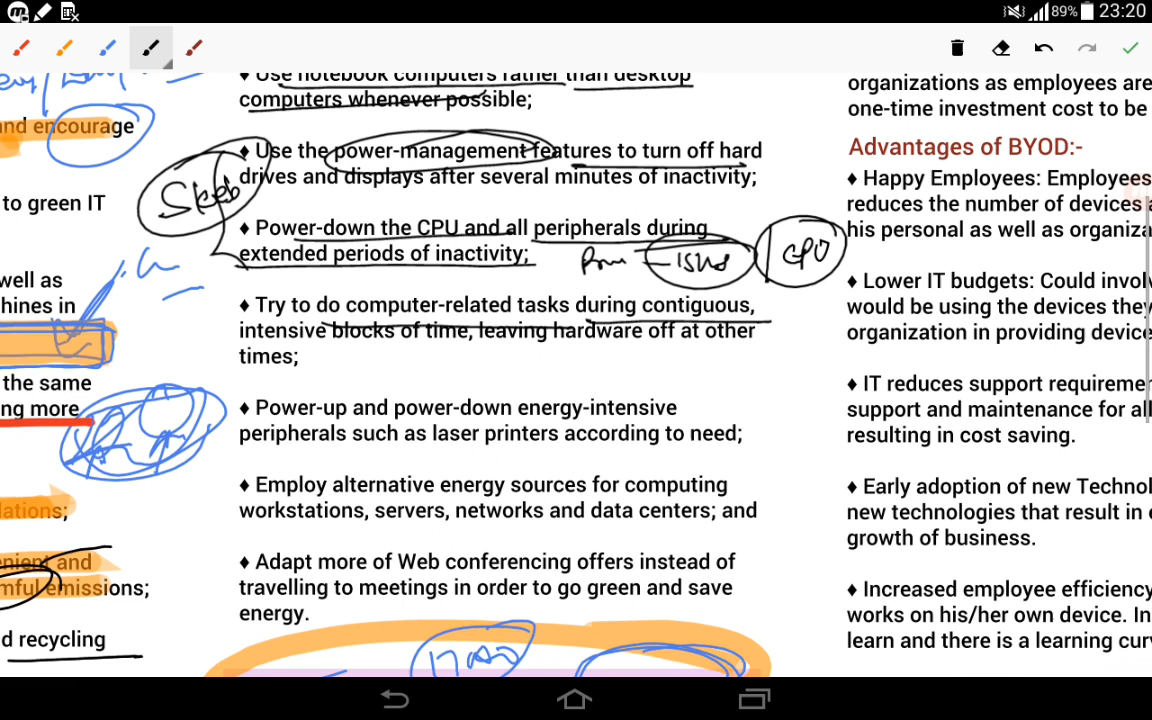 89% 23:20
and encourage
to green IT
well as
hines in
the same
ng more
lations;
enient and
mful emissions;
d recycling
♦ Use notebook computers rather than desktop
computers whenever possible;
♦ Use the power-management features to turn off hard
drives and displays after several minutes of inactivity;
♦ Power-down the CPU and all peripherals during
extended periods of inactivity;
CPU
♦ Try to do computer-related tasks during contiguous,
intensive blocks of time, leaving hardware off at other
times;
♦ Power-up and power-down energy-intensive
peripherals such as laser printers according to need;
♦ Employ alternative energy sources for computing
workstations, servers, networks and data centers; and
♦ Adapt more of Web conferencing offers instead of
travelling to meetings in order to go green and save
energy.
organizations as employees are
one-time investment cost to be
Advantages of BYOD:-
♦ Happy Employees: Employees
reduces the number of devices a
his personal as well as organiza
♦ Lower IT budgets: Could involv
would be using the devices they
organization in providing device
♦ IT reduces support requireme
support and maintenance for all
resulting in cost saving.
♦ Early adoption of new Technol
new technologies that result in e
growth of business.
♦ Increased employee efficiency
works on his/her own device. In
learn and there is a learning curv